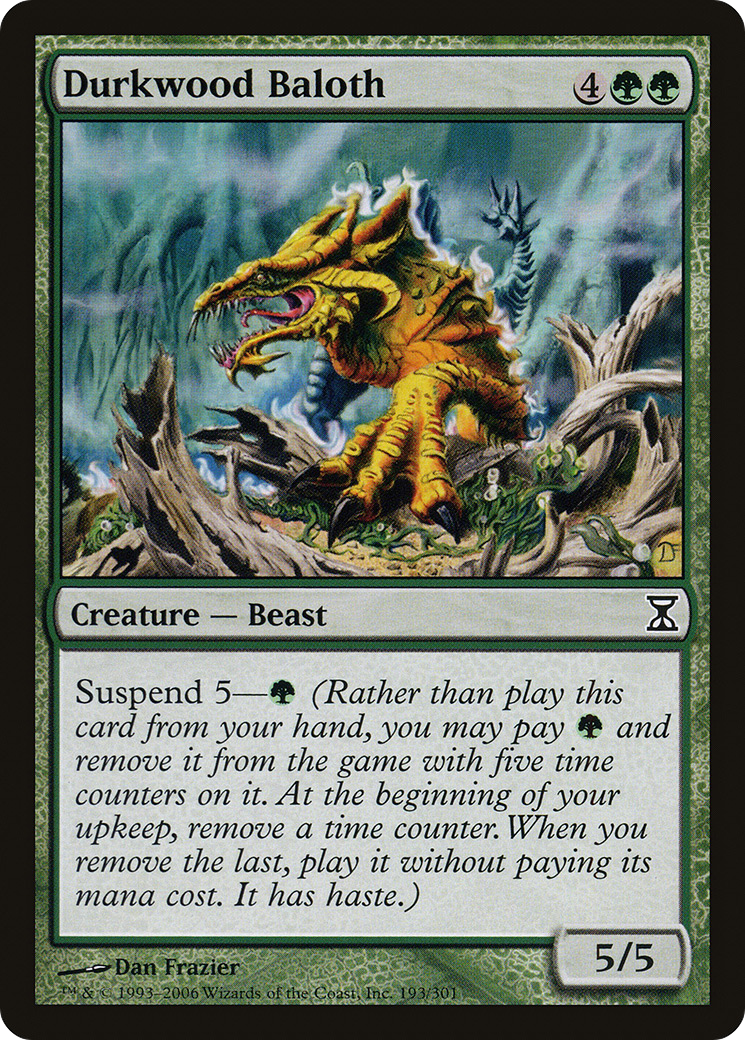 Durkwood Baloth 4
Creature — Beast
Suspend 5— (Rather than play this
card from your hand, you may pay and
remove it from the game with five time
counters on it. At the beginning of your
upkeep, remove a time counter. When you
remove the last, play it without paying its
mana cost. It has haste.)
5/5
Dan Frazier
™ & © 1993–2006 Wizards of the Coast, Inc. 193/301